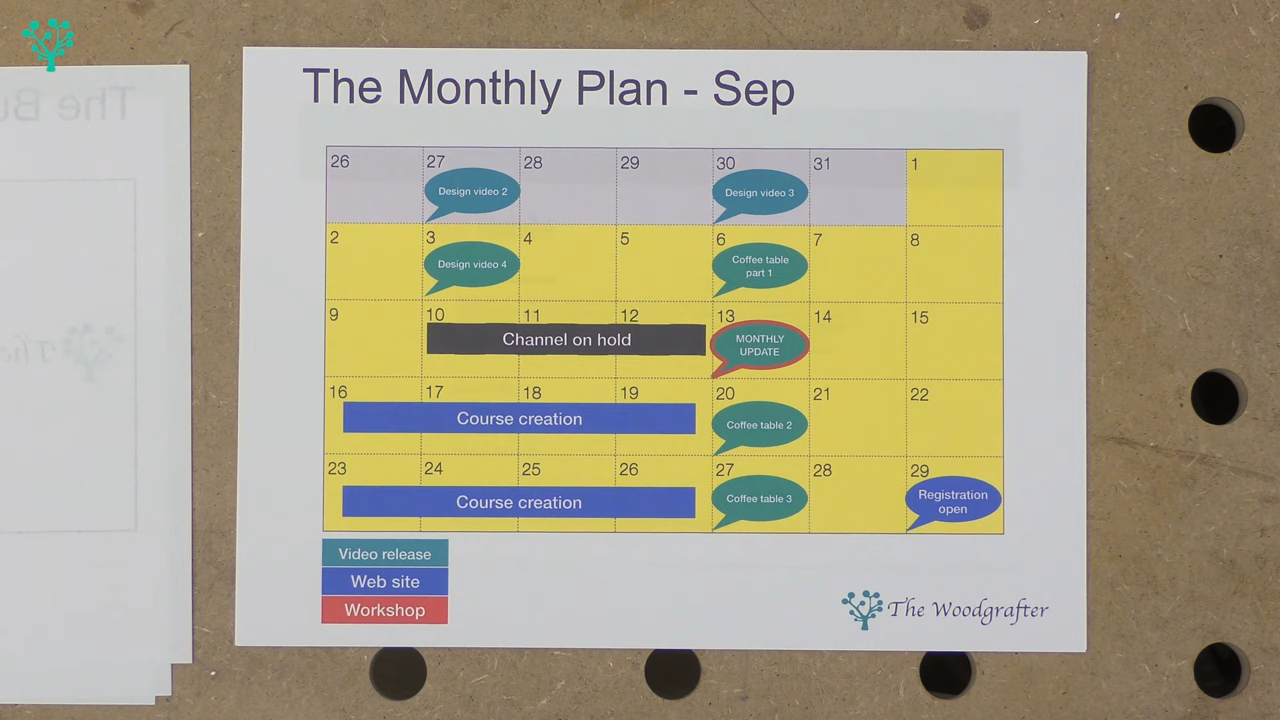 The Bu
The Monthly Plan - Sep
26 27 28 29 30 31 1
Design video 2
Design video 3
2 3 4 5 6 7 8
Design video 4
Coffee table
part 1
9 10 11 12 13 14 15
Channel on hold
MONTHLY
UPDATE
16 17 18 19 20 21 22
Course creation
Coffee table 2
23 24 25 26 27 28 29
Course creation
Coffee table 3
Registration
open
Video release
Web site
Workshop
The Woodgrafter